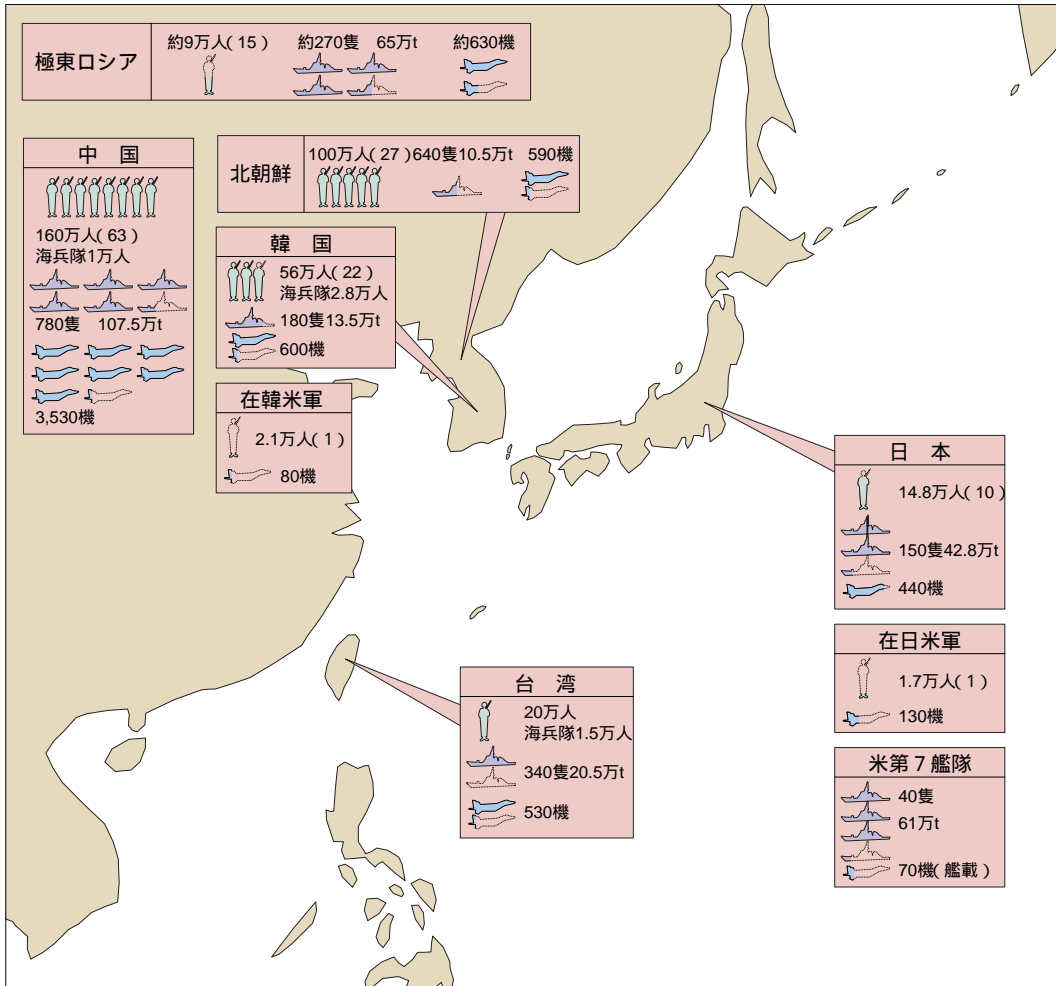 極東ロシア
約9万人( 15 ) 約270隻 65万t 約630機
中 国
160万人( 63 )
海兵隊1万人
780隻 107.5万t
3,530機
北朝鮮
100万人( 27 ) 640隻10.5万t 590機
韓 国
56万人( 22 )
海兵隊2.8万人
180隻13.5万t
600機
在韓米軍
2.1万人( 1 )
80機
日 本
14.8万人( 10 )
150隻42.8万t
440機
在日米軍
1.7万人( 1 )
130機
台 湾
20万人
海兵隊1.5万人
340隻20.5万t
530機
米第７艦隊
40隻
61万t
70機( 艦載 )